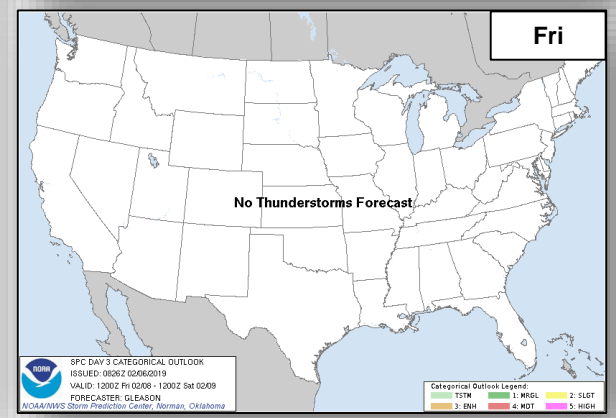 Fri
No Thunderstorms Forecast
NOAA
SPC DAY 3 CATEGORICAL OUTLOOK
ISSUED: 0826Z 02/06/2019
VALID: 1200Z Fri 02/08 - 1200Z Sat 02/09
FORECASTER: GLEASON
NOAA/NWS Storm Prediction Center, Norman, Oklahoma
Categorical Outlook Legend:
TSTM 1: MRGL 2: SLGT
3: ENH 4: MDT 5: HIGH